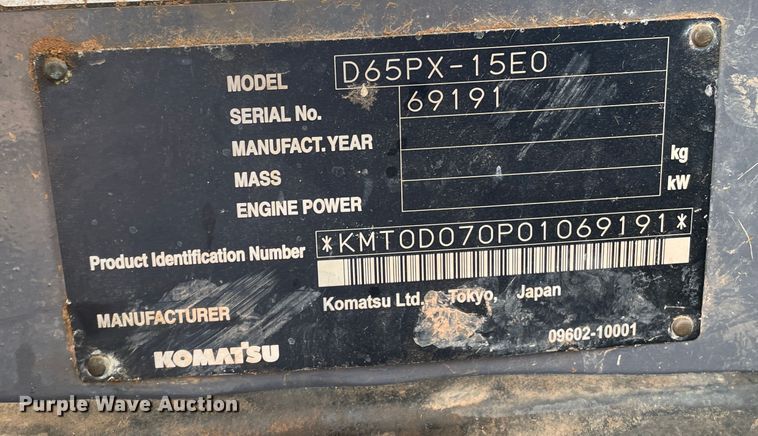 MODEL D65PX-15E0
SERIAL No. 69191
MANUFACT. YEAR
MASS kg
ENGINE POWER kW
Product Identification Number *KMT0D070P01069191*
MANUFACTURER Komatsu Ltd. Tokyo, Japan
KOMATSU 09602-10001
Purple Wave Auction